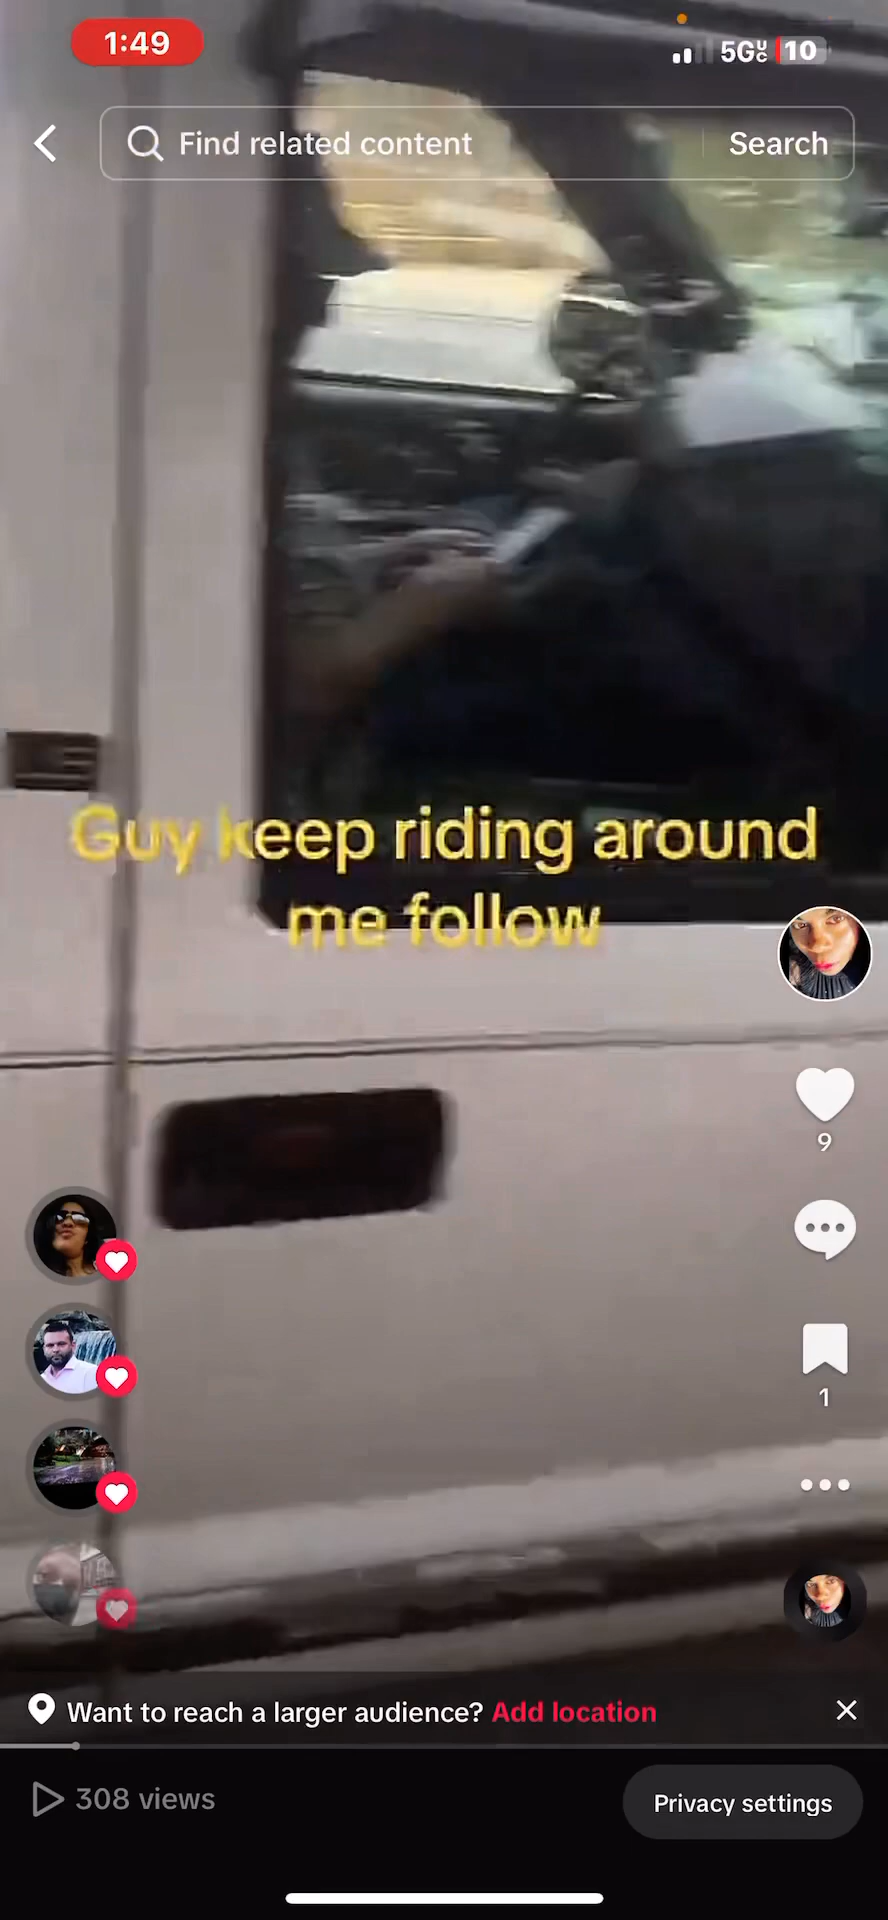 1:49
5GUC 10
Find related content
Search
Guy keep riding around
me follow
9
1
Want to reach a larger audience? Add location
308 views
Privacy settings